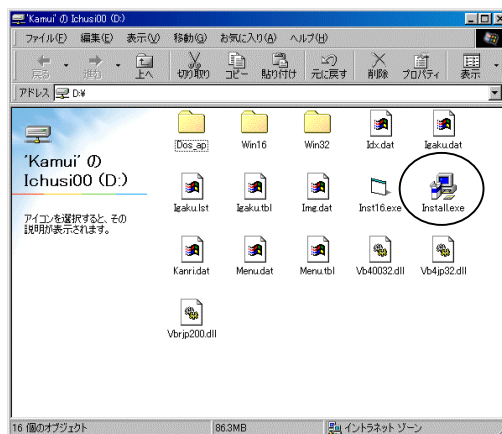 'Kamui' の Ichusi00 (D:)
ファイル(F) 編集(E) 表示(V) 移動(G) お気に入り(A) ヘルプ(H)
戻る 進む 上へ 切り取り コピー 貼り付け 元に戻す 削除 プロパティ 表示
アドレス D:¥
'Kamui' の
Ichusi00 (D:)
アイコンを選択すると、その
説明が表示されます。
Dos_ap Win16 Win32 Idx.dat Igaku.dat
Igaku.lst Igaku.tbl Img.dat Inst16.exe Install.exe
Kanri.dat Menu.dat Menu.tbl Vb40032.dll Vb4jp32.dll
Vbrjp200.dll
16 個のオブジェクト 86.3MB イントラネット ゾーン